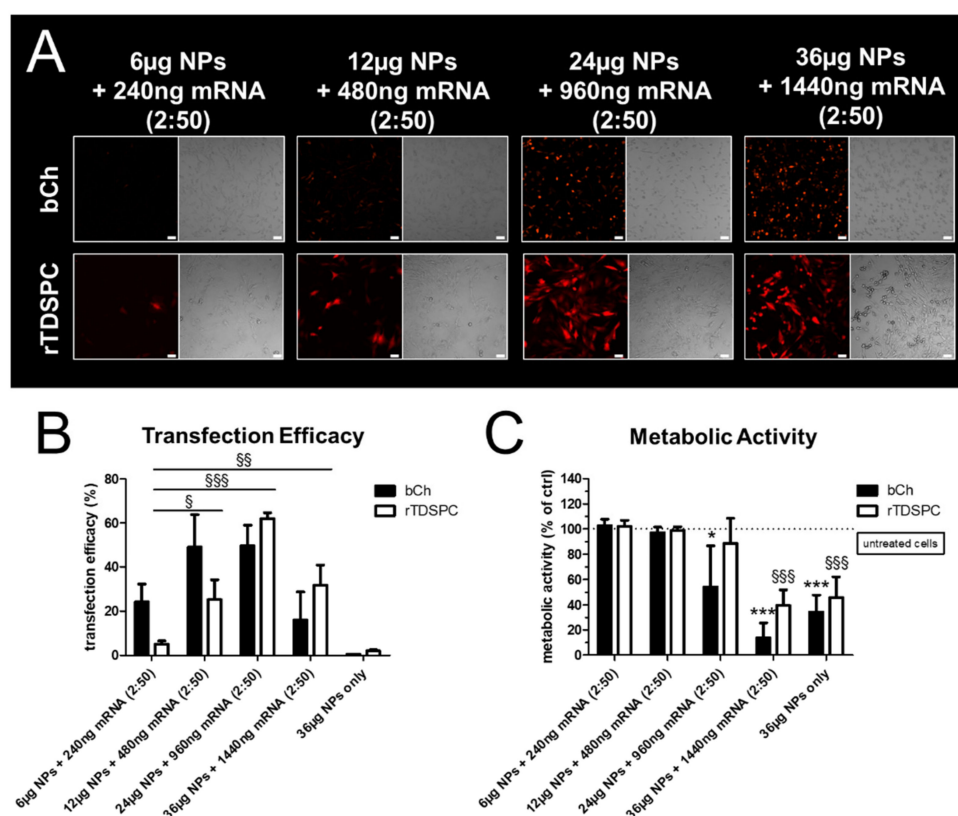 A
6µg NPs
+ 240ng mRNA
(2:50)
12µg NPs
+ 480ng mRNA
(2:50)
24µg NPs
+ 960ng mRNA
(2:50)
36µg NPs
+ 1440ng mRNA
(2:50)
bCh
rTDSPC
B
Transfection Efficacy
transfection efficacy (%)
80
60
40
20
0
§§
§§§
§
bCh
rTDSPC
6µg NPs + 240ng mRNA (2:50)
12µg NPs + 480ng mRNA (2:50)
24µg NPs + 960ng mRNA (2:50)
36µg NPs + 1440ng mRNA (2:50)
36µg NPs only
C
Metabolic Activity
metabolic activity (% of ctrl)
140
120
100
80
60
40
20
0
*
***
§§§
***
§§§
bCh
rTDSPC
untreated cells
6µg NPs + 240ng mRNA (2:50)
12µg NPs + 480ng mRNA (2:50)
24µg NPs + 960ng mRNA (2:50)
36µg NPs + 1440ng mRNA (2:50)
36µg NPs only